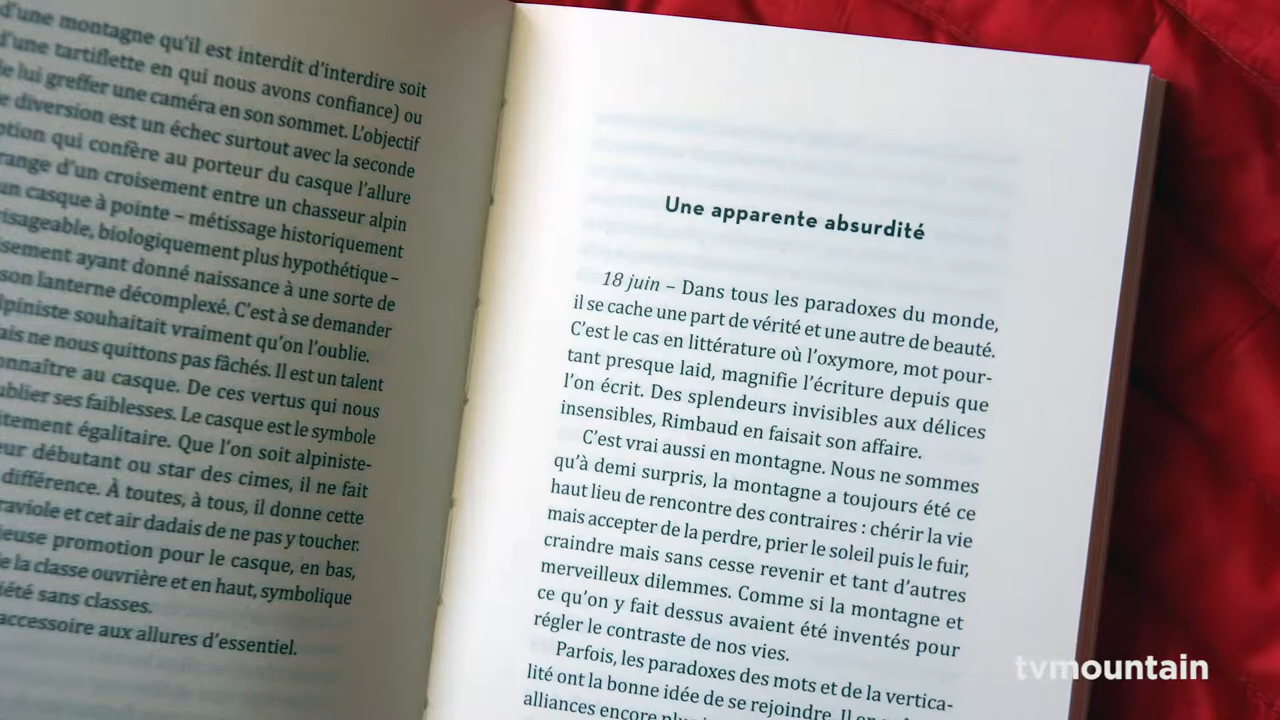 d'une montagne qu'il est interdit d'interdire soit
d'une tartiflette en qui nous avons confiance) ou
de lui greffer une caméra en son sommet. L'objectif
de diversion est un échec surtout avec la seconde
option qui confère au porteur du casque l'allure
d'un croisement entre un chasseur alpin
un casque à pointe – métissage historiquement
biologiquement plus hypothétique –
ayant donné naissance à une sorte de
son lanterne décomplexé. C'est à se demander
alpiniste souhaitait vraiment qu'on l'oublie.
ais ne nous quittons pas fâchés. Il est un talent
connaître au casque. De ces vertus qui nous
oublier ses faiblesses. Le casque est le symbole
égalitaire. Que l'on soit alpiniste-
eur débutant ou star des cimes, il ne fait
différence. À toutes, à tous, il donne cette
raviole et cet air dadais de ne pas y toucher.
ieuse promotion pour le casque, en bas,
de la classe ouvrière et en haut, symbolique
iété sans classes.
accessoire aux allures d'essentiel.
Une apparente absurdité
18 juin – Dans tous les paradoxes du monde,
il se cache une part de vérité et une autre de beauté.
C'est le cas en littérature où l'oxymore, mot pour-
tant presque laid, magnifie l'écriture depuis que
l'on écrit. Des splendeurs invisibles aux délices
insensibles, Rimbaud en faisait son affaire.
C'est vrai aussi en montagne. Nous ne sommes
qu'à demi surpris, la montagne a toujours été ce
haut lieu de rencontre des contraires : chérir la vie
mais accepter de la perdre, prier le soleil puis le fuir,
craindre mais sans cesse revenir et tant d'autres
merveilleux dilemmes. Comme si la montagne et
ce qu'on y fait dessus avaient été inventés pour
régler le contraste de nos vies.
Parfois, les paradoxes des mots et de la vertica-
lité ont la bonne idée de se rejoindre. Il en
alliances encore
tvmountain